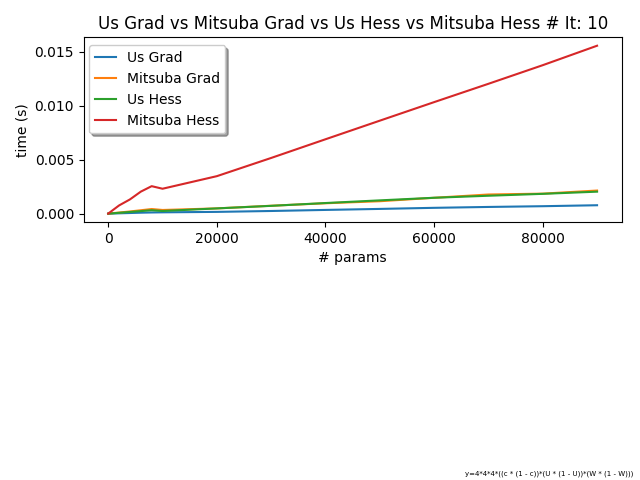 Us Grad vs Mitsuba Grad vs Us Hess vs Mitsuba Hess # It: 10
0.015
0.010
0.005
0.000
time (s)
Us Grad
Mitsuba Grad
Us Hess
Mitsuba Hess
0
20000
40000
60000
80000
# params
y=4*4*4*((c * (1 - c))*(U * (1 - U))*(W * (1 - W)))